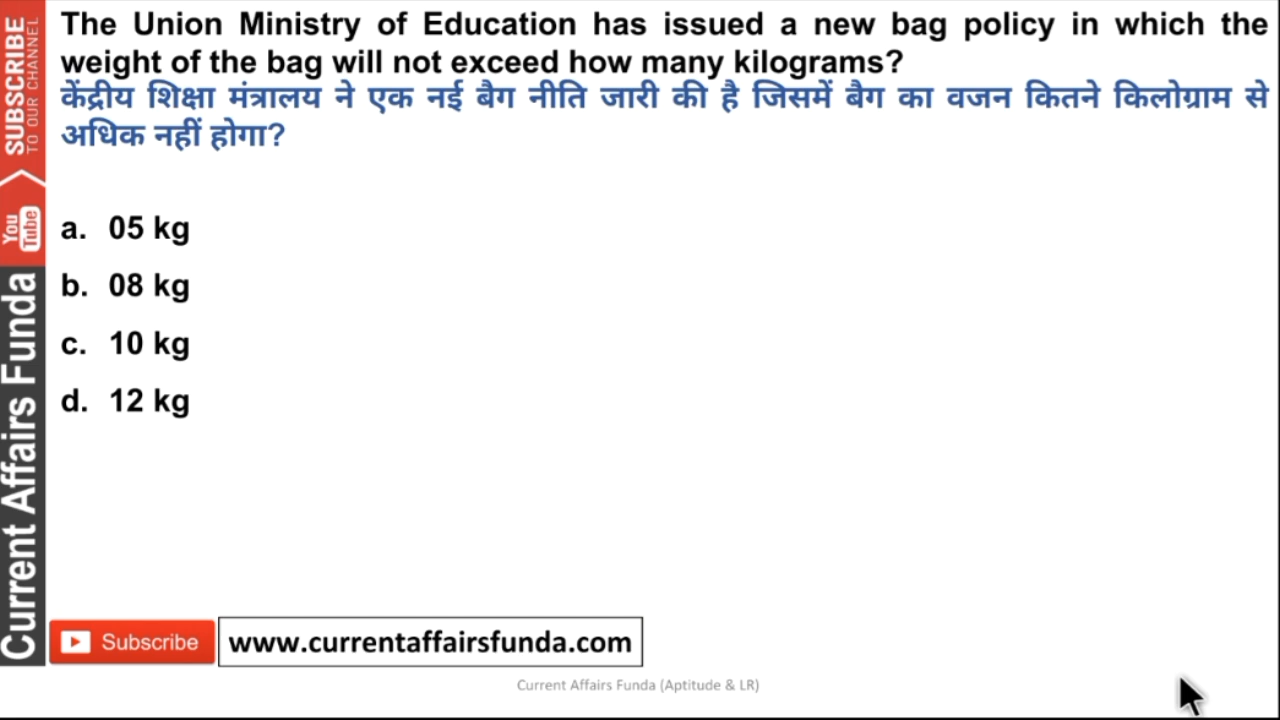 The Union Ministry of Education has issued a new bag policy in which the
weight of the bag will not exceed how many kilograms?
केंद्रीय शिक्षा मंत्रालय ने एक नई बैग नीति जारी की है जिसमें बैग का वजन कितने किलोग्राम से
अधिक नहीं होगा?
a. 05 kg
b. 08 kg
c. 10 kg
d. 12 kg
SUBSCRIBE
TO OUR CHANNEL
You
Tube
Current Affairs Funda
Subscribe
www.currentaffairsfunda.com
Current Affairs Funda (Aptitude & LR)